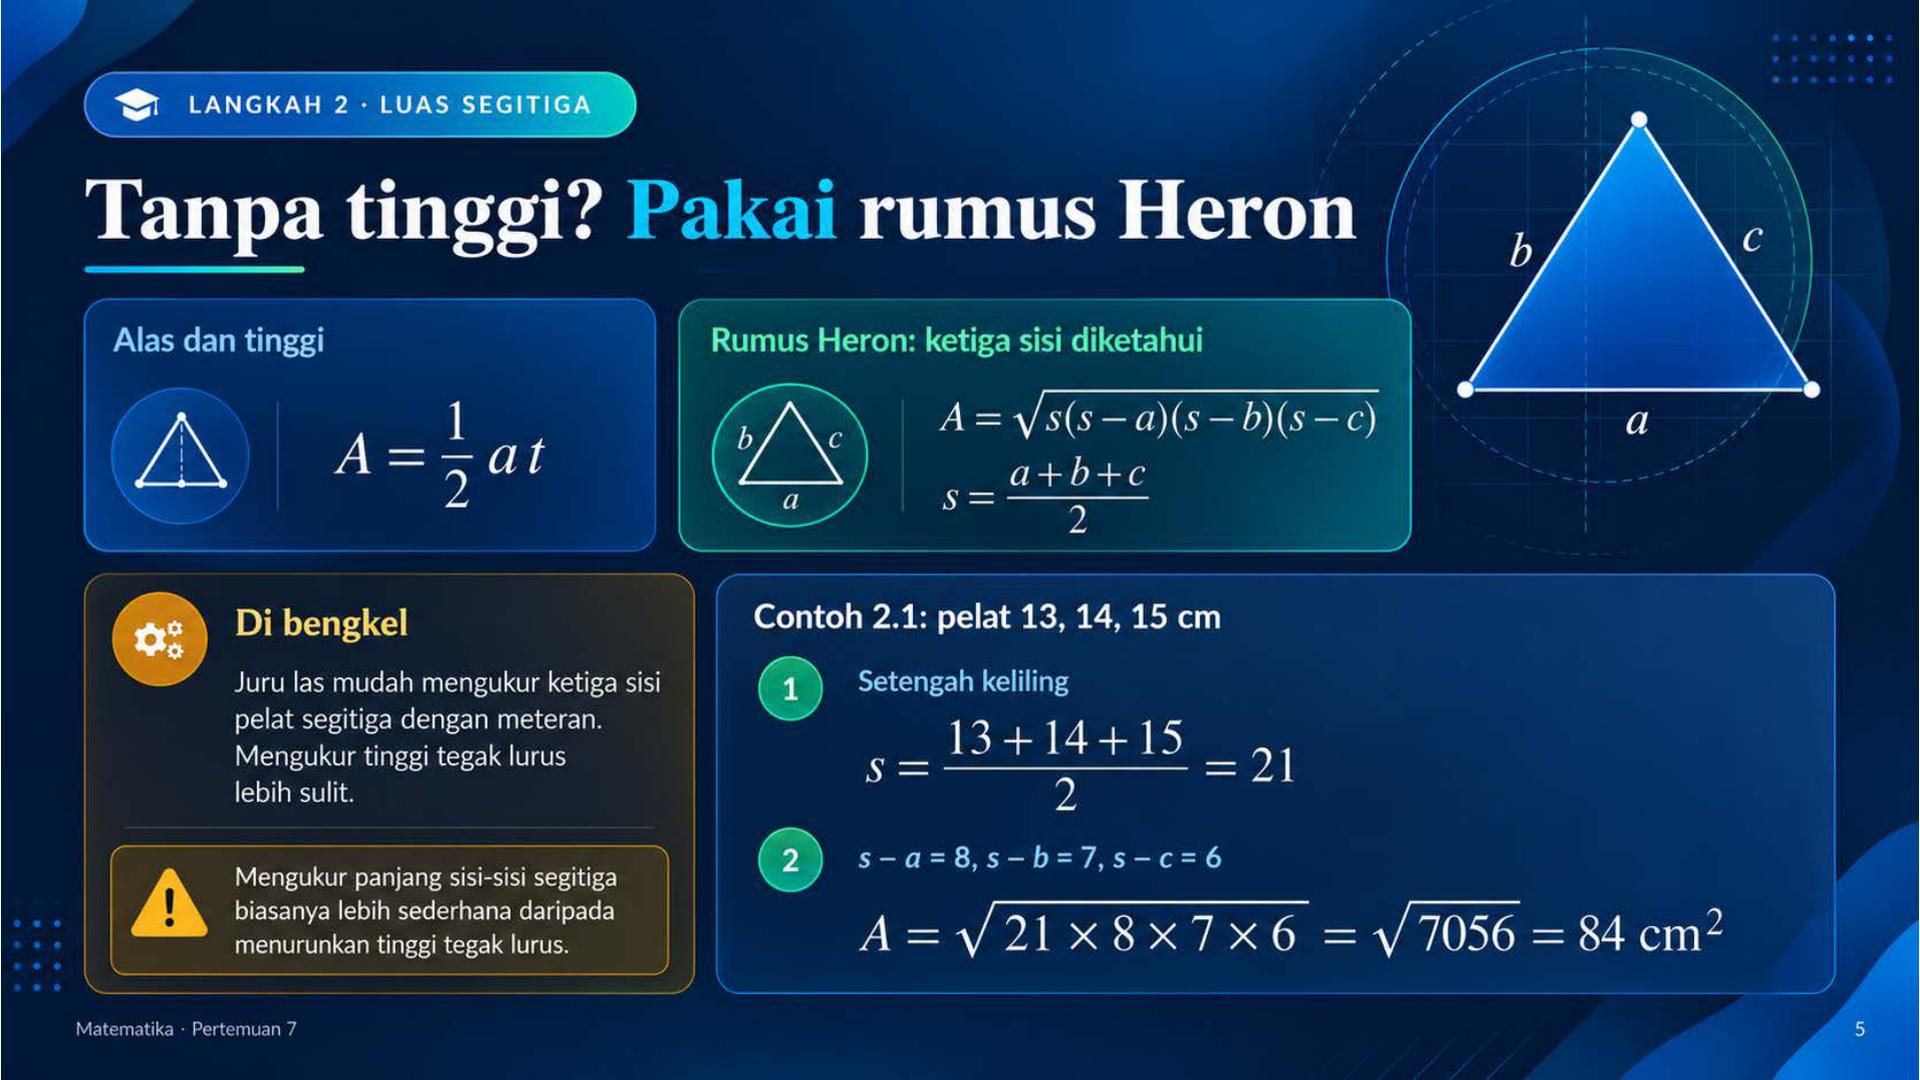 LANGKAH 2 · LUAS SEGITIGA
Tanpa tinggi? Pakai rumus Heron
b
c
a
Alas dan tinggi
A = 1/2 a t
Rumus Heron: ketiga sisi diketahui
b
c
a
A = √s(s – a)(s – b)(s – c)
s = a + b + c / 2
Di bengkel
Juru las mudah mengukur ketiga sisi
pelat segitiga dengan meteran.
Mengukur tinggi tegak lurus
lebih sulit.
Mengukur panjang sisi-sisi segitiga
biasanya lebih sederhana daripada
menurunkan tinggi tegak lurus.
Contoh 2.1: pelat 13, 14, 15 cm
1
Setengah keliling
s = 13 + 14 + 15 / 2 = 21
2
s – a = 8, s – b = 7, s – c = 6
A = √21 × 8 × 7 × 6 = √7056 = 84 cm²
Matematika · Pertemuan 7
5